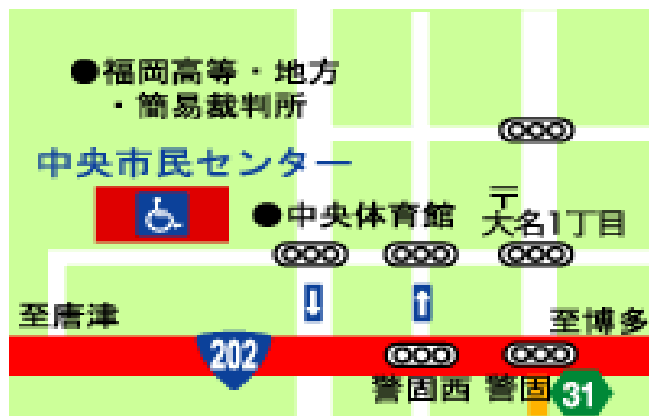 ●福岡高等・地方
・簡易裁判所
中央市民センター
●中央体育館
〒
大名1丁目
至唐津
至博多
202
警固西
警固
31